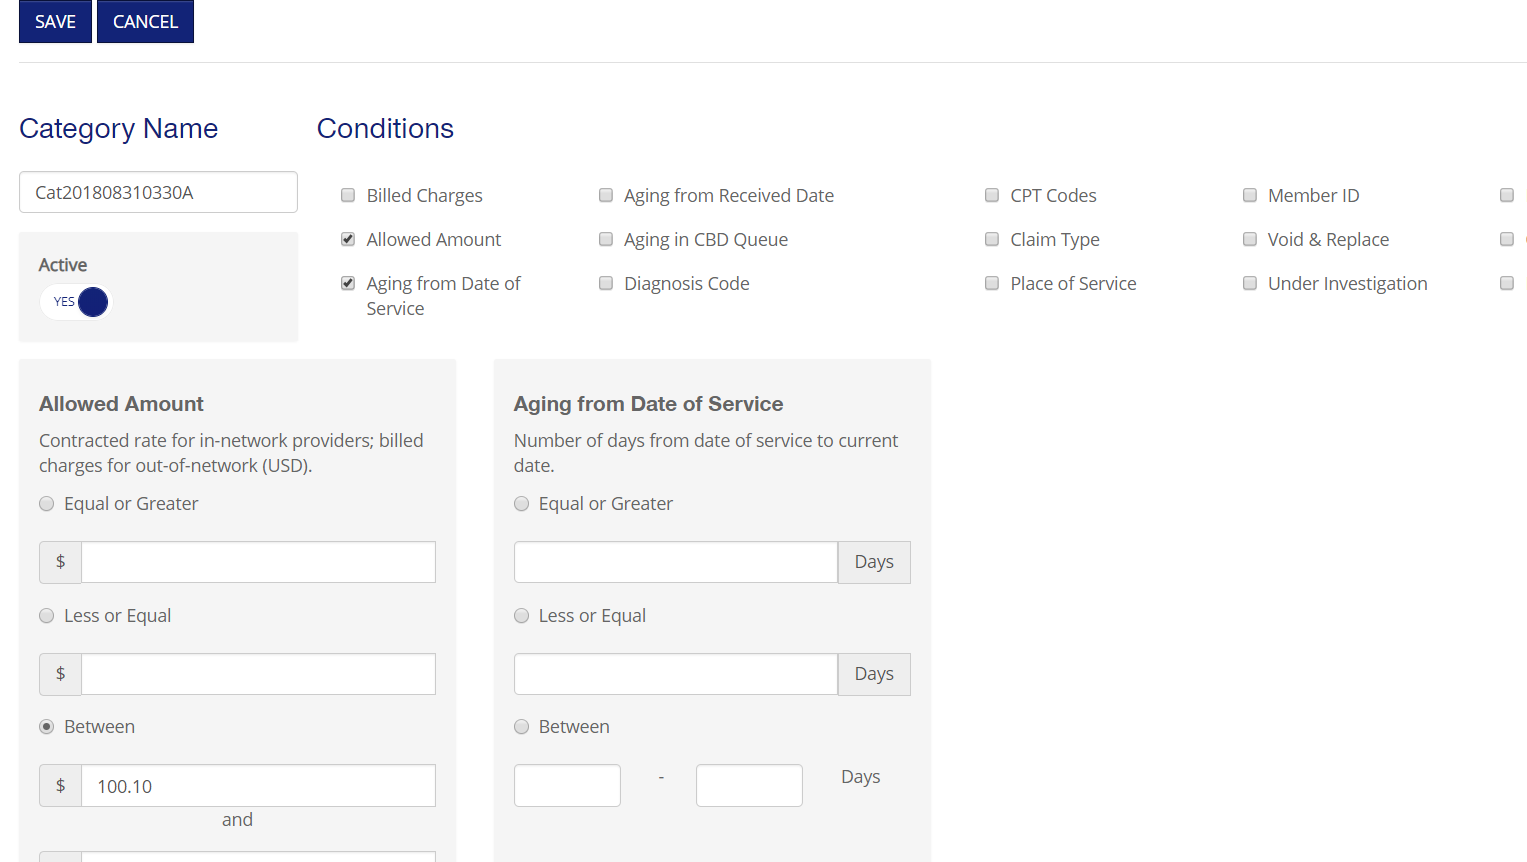 SAVE CANCEL
Category Name Conditions
Cat201808310330A
Active
YES
Billed Charges Aging from Received Date CPT Codes Member ID
Allowed Amount Aging in CBD Queue Claim Type Void & Replace
Aging from Date of Diagnosis Code Place of Service Under Investigation
Service
Allowed Amount
Contracted rate for in-network providers; billed
charges for out-of-network (USD).
Equal or Greater
$
Less or Equal
$
Between
$ 100.10
and
Aging from Date of Service
Number of days from date of service to current
date.
Equal or Greater
Days
Less or Equal
Days
Between
- Days